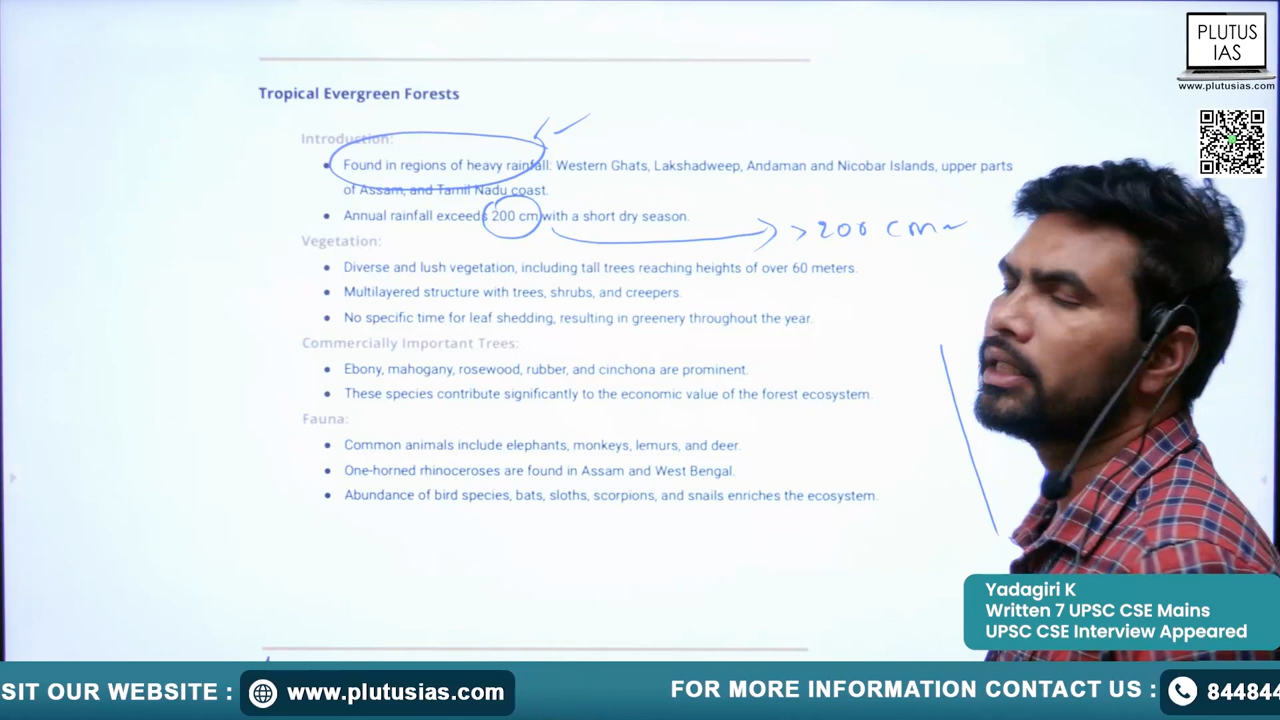 PLUTUS
IAS
www.plutusias.com
Tropical Evergreen Forests
Introduction:
• Found in regions of heavy rainfall: Western Ghats, Lakshadweep, Andaman and Nicobar Islands, upper parts
of Assam, and Tamil Nadu coast.
• Annual rainfall exceeds 200 cm with a short dry season.
> 200 cm
Vegetation:
• Diverse and lush vegetation, including tall trees reaching heights of over 60 meters.
• Multilayered structure with trees, shrubs, and creepers.
• No specific time for leaf shedding, resulting in greenery throughout the year.
Commercially Important Trees:
• Ebony, mahogany, rosewood, rubber, and cinchona are prominent.
• These species contribute significantly to the economic value of the forest ecosystem.
Fauna:
• Common animals include elephants, monkeys, lemurs, and deer.
• One-horned rhinoceroses are found in Assam and West Bengal.
• Abundance of bird species, bats, sloths, scorpions, and snails enriches the ecosystem.
Yadagiri K
Written 7 UPSC CSE Mains
UPSC CSE Interview Appeared
SIT OUR WEBSITE : www.plutusias.com FOR MORE INFORMATION CONTACT US : 844844